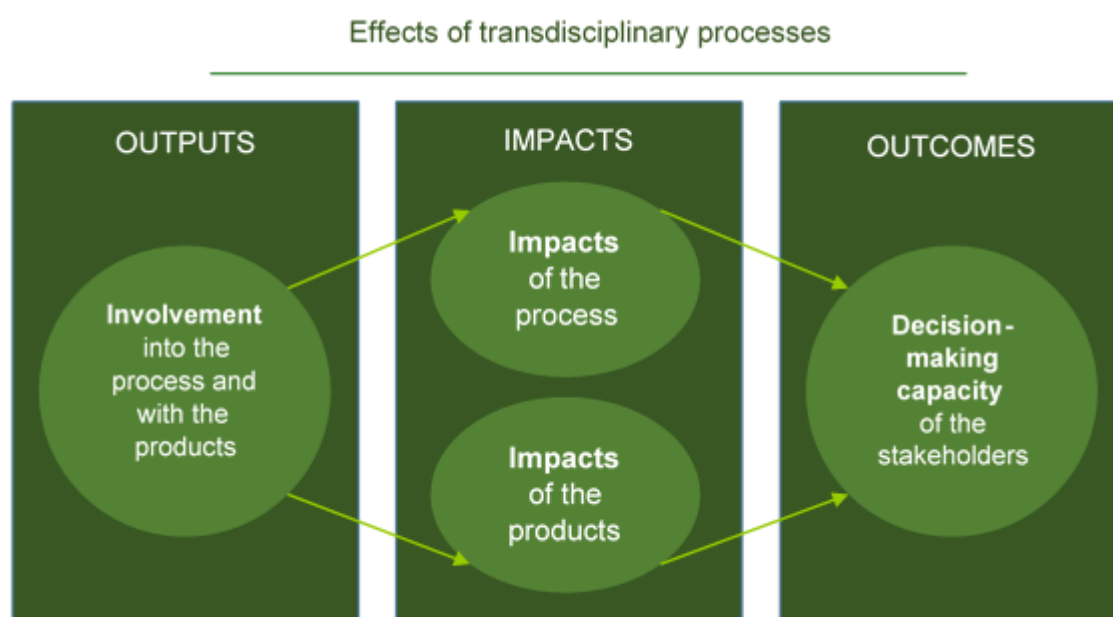 Effects of transdisciplinary processes
OUTPUTS
Involvement
into the
process and
with the
products
IMPACTS
Impacts
of the
process
Impacts
of the
products
OUTCOMES
Decision-
making
capacity
of the
stakeholders